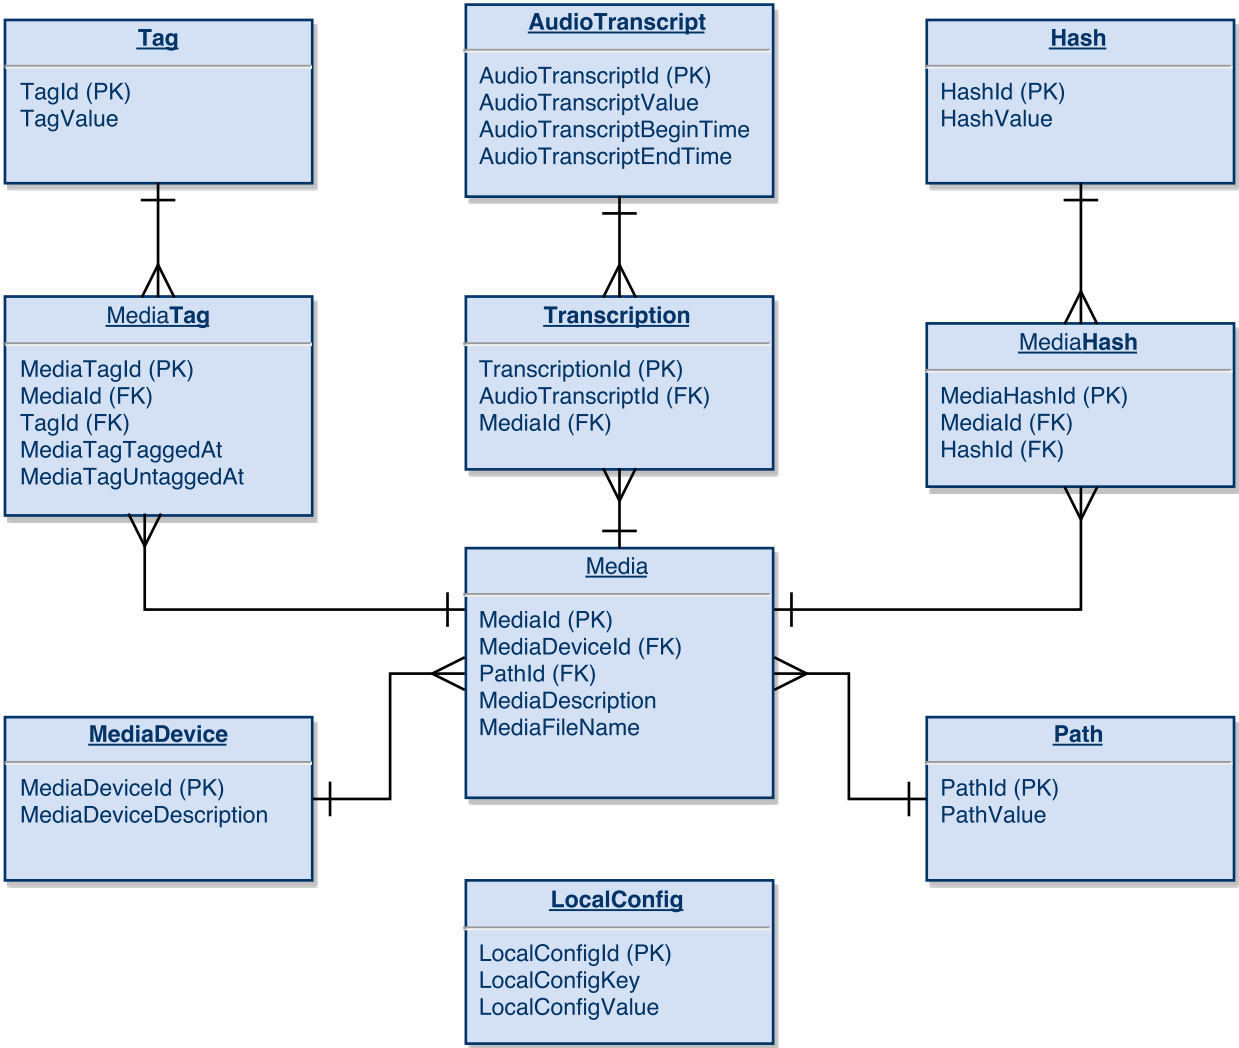 Tag
TagId (PK)
TagValue
AudioTranscript
AudioTranscriptId (PK)
AudioTranscriptValue
AudioTranscriptBeginTime
AudioTranscriptEndTime
Hash
HashId (PK)
HashValue
MediaTag
MediaTagId (PK)
MediaId (FK)
TagId (FK)
MediaTagTaggedAt
MediaTagUntaggedAt
Transcription
TranscriptionId (PK)
AudioTranscriptId (FK)
MediaId (FK)
MediaHash
MediaHashId (PK)
MediaId (FK)
HashId (FK)
Media
MediaId (PK)
MediaDeviceId (FK)
PathId (FK)
MediaDescription
MediaFileName
MediaDevice
MediaDeviceId (PK)
MediaDeviceDescription
Path
PathId (PK)
PathValue
LocalConfig
LocalConfigId (PK)
LocalConfigKey
LocalConfigValue